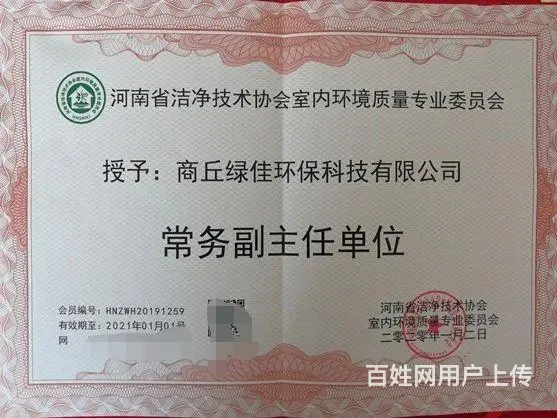 河南省洁净技术协会室内环境质量专业委员会
授予：商丘绿佳环保科技有限公司
常务副主任单位
会员编号：HNZWH20191259
有效期至：2021年01月01号
网
河南省洁净技术协会
室内环境质量专业委员会
二零二零年一月二日
百姓网用户上传